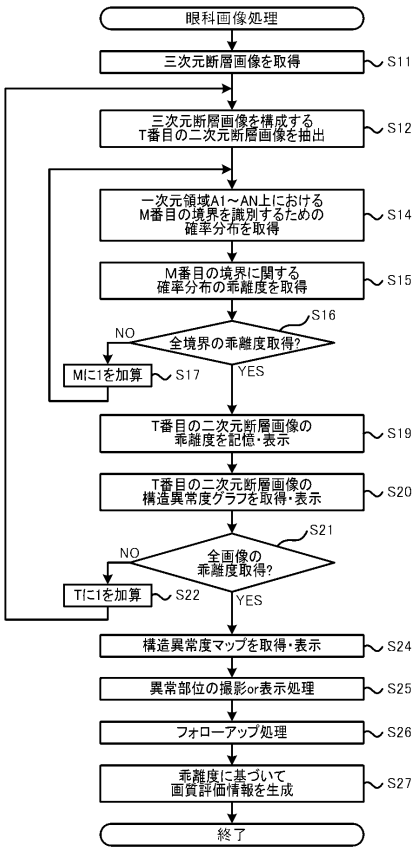 眼科画像処理
三次元断層画像を取得
S11
三次元断層画像を構成する
T番目の二次元断層画像を抽出
S12
一次元領域A1～AN上における
M番目の境界を識別するための
確率分布を取得
S14
M番目の境界に関する
確率分布の乖離度を取得
S15
S16
全境界の乖離度取得?
NO
YES
Mに1を加算
S17
T番目の二次元断層画像の
乖離度を記憶・表示
S19
T番目の二次元断層画像の
構造異常度グラフを取得・表示
S20
S21
全画像の
乖離度取得?
NO
YES
Tに1を加算
S22
構造異常度マップを取得・表示
S24
異常部位の撮影or表示処理
S25
フォローアップ処理
S26
乖離度に基づいて
画質評価情報を生成
S27
終了